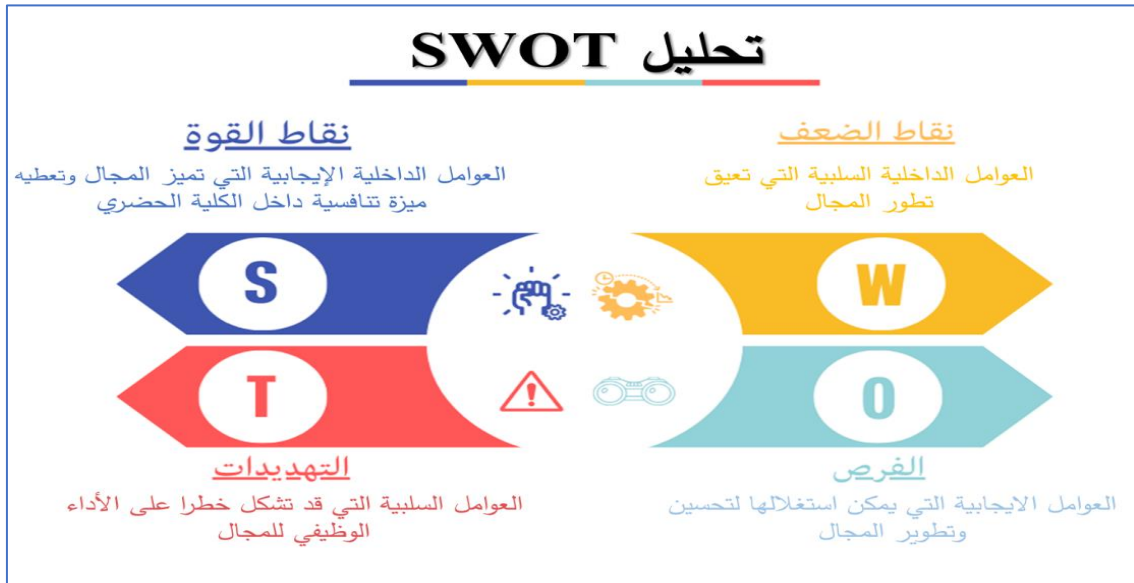 تحليل SWOT
نقاط القوة
العوامل الداخلية الإيجابية التي تميز المجال وتعطيه
ميزة تنافسية داخل الكلية الحضري
نقاط الضعف
العوامل الداخلية السلبية التي تعيق
تطور المجال
S
W
T
O
التهديدات
العوامل السلبية التي قد تشكل خطرا على الأداء
الوظيفي للمجال
الفرص
العوامل الايجابية التي يمكن استغلالها لتحسين
وتطوير المجال